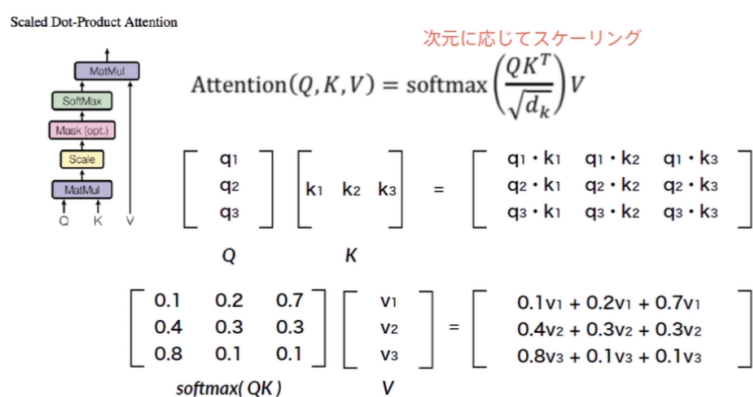 Scaled Dot-Product Attention
MatMul
SoftMax
Mask (opt.)
Scale
MatMul
Q K V
次元に応じてスケーリング
Attention(Q, K, V) = softmax(QK^T/√d_k)V
q1
q2
q3
k1 k2 k3
=
q1・k1 q1・k2 q1・k3
q2・k1 q2・k2 q2・k3
q3・k1 q3・k2 q3・k3
Q K
0.1 0.2 0.7
0.4 0.3 0.3
0.8 0.1 0.1
v1
v2
v3
=
0.1v1 + 0.2v1 + 0.7v1
0.4v2 + 0.3v2 + 0.3v2
0.8v3 + 0.1v3 + 0.1v3
softmax( QK ) V